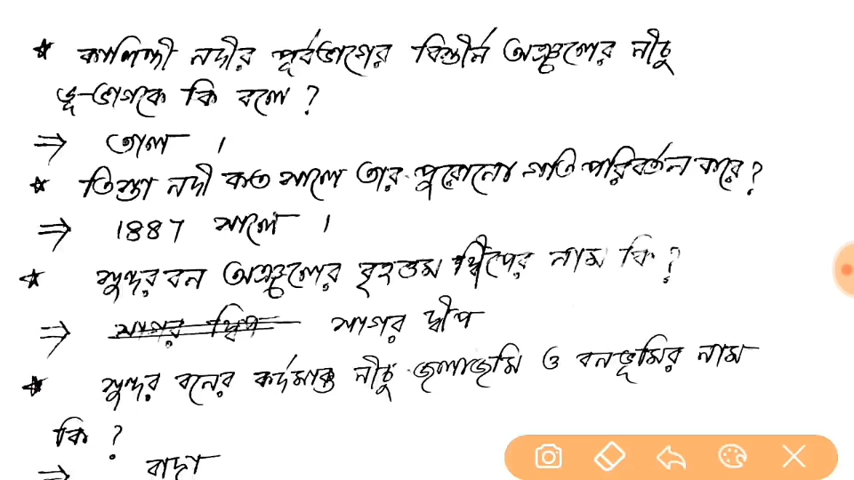 * কালিন্দী নদীর পূর্বভাগের বিস্তীর্ন অঞ্চলের নীচু
ভূ-ভাগকে কি বলে ?
⇒ তাল ।
* তিস্তা নদী কত সালে তার পুরোনো গতি পরিবর্তন করে ?
⇒ 1887 সালে ।
* সুন্দরবন অঞ্চলের বৃহত্তম দ্বীপের নাম কি ?
⇒ সাগর দ্বিপ সাগর দ্বীপ
* সুন্দর বনের কর্দমাক্ত নীচু জলাজমি ও বনভূমির নাম
কি ?
⇒ বাদা